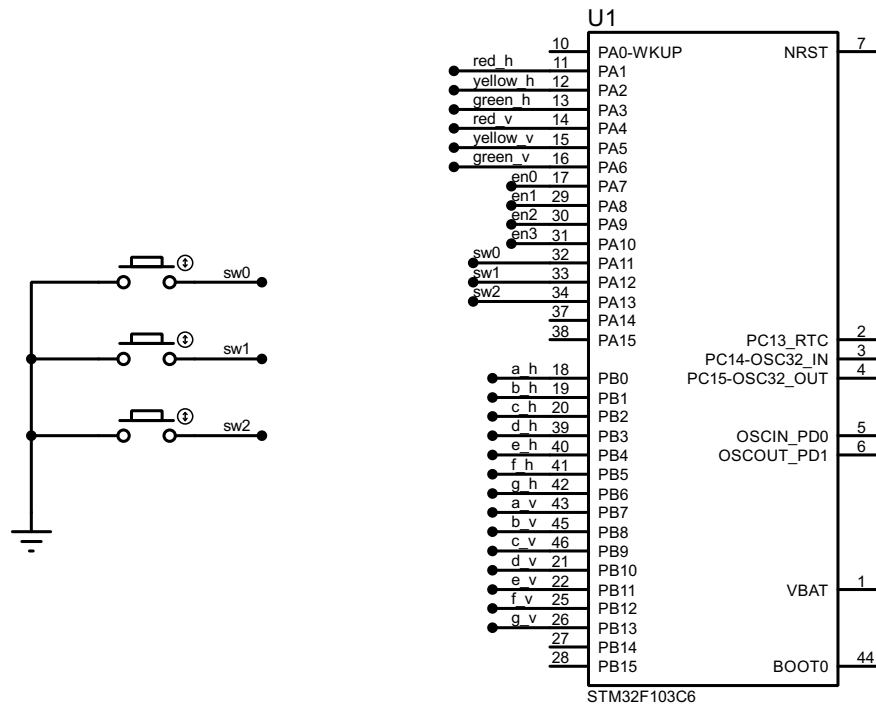 U1
10 PA0-WKUP NRST 7
red_h 11 PA1
yellow_h 12 PA2
green_h 13 PA3
red_v 14 PA4
yellow_v 15 PA5
green_v 16 PA6
en0 17 PA7
en1 29 PA8
en2 30 PA9
en3 31 PA10
sw0 sw0 32 PA11
sw1 33 PA12
sw2 34 PA13
37 PA14
38 PA15 PC13_RTC 2
sw1 PC14-OSC32_IN 3
a_h 18 PB0 PC15-OSC32_OUT 4
b_h 19 PB1
c_h 20 PB2
sw2 d_h 39 PB3 OSCIN_PD0 5
e_h 40 PB4 OSCOUT_PD1 6
f_h 41 PB5
g_h 42 PB6
a_v 43 PB7
b_v 45 PB8
c_v 46 PB9
d_v 21 PB10
e_v 22 PB11 VBAT 1
f_v 25 PB12
g_v 26 PB13
27 PB14
28 PB15 BOOT0 44
STM32F103C6